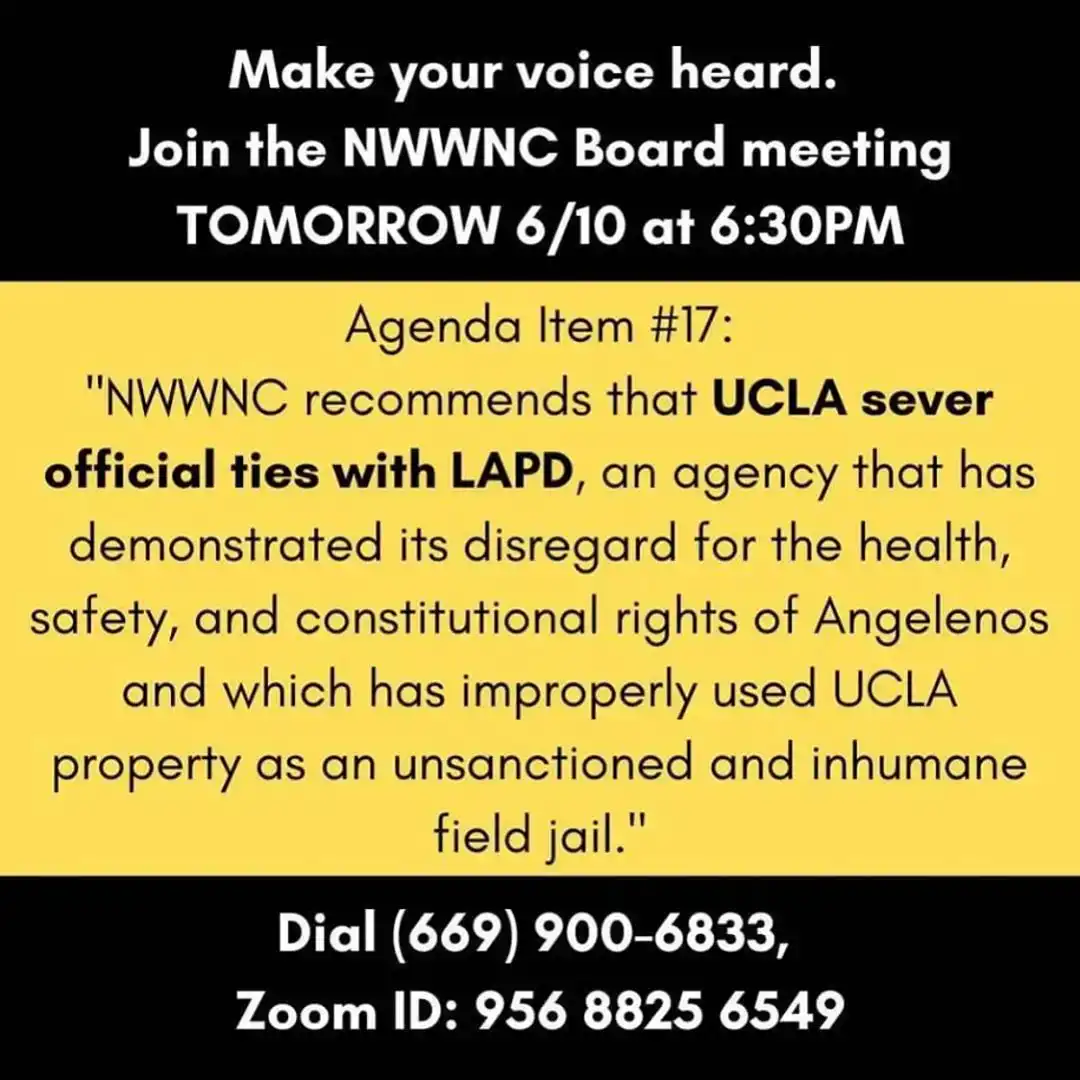 Make your voice heard.
Join the NWWNC Board meeting
TOMORROW 6/10 at 6:30PM
Agenda Item #17:
"NWWNC recommends that UCLA sever
official ties with LAPD, an agency that has
demonstrated its disregard for the health,
safety, and constitutional rights of Angelenos
and which has improperly used UCLA
property as an unsanctioned and inhumane
field jail."
Dial (669) 900-6833,
Zoom ID: 956 8825 6549